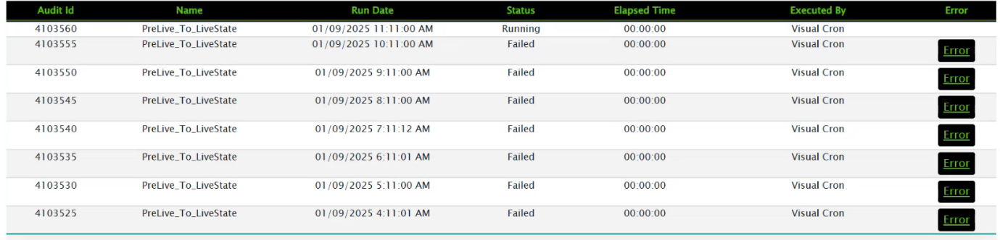 Audit Id Name Run Date Status Elapsed Time Executed By Error
4103560 PreLive_To_LiveState 01/09/2025 11:11:00 AM Running 00:00:00 Visual Cron
4103555 PreLive_To_LiveState 01/09/2025 10:11:00 AM Failed 00:00:00 Visual Cron Error
4103550 PreLive_To_LiveState 01/09/2025 9:11:00 AM Failed 00:00:00 Visual Cron Error
4103545 PreLive_To_LiveState 01/09/2025 8:11:00 AM Failed 00:00:00 Visual Cron Error
4103540 PreLive_To_LiveState 01/09/2025 7:11:12 AM Failed 00:00:00 Visual Cron Error
4103535 PreLive_To_LiveState 01/09/2025 6:11:01 AM Failed 00:00:00 Visual Cron Error
4103530 PreLive_To_LiveState 01/09/2025 5:11:00 AM Failed 00:00:00 Visual Cron Error
4103525 PreLive_To_LiveState 01/09/2025 4:11:01 AM Failed 00:00:00 Visual Cron Error